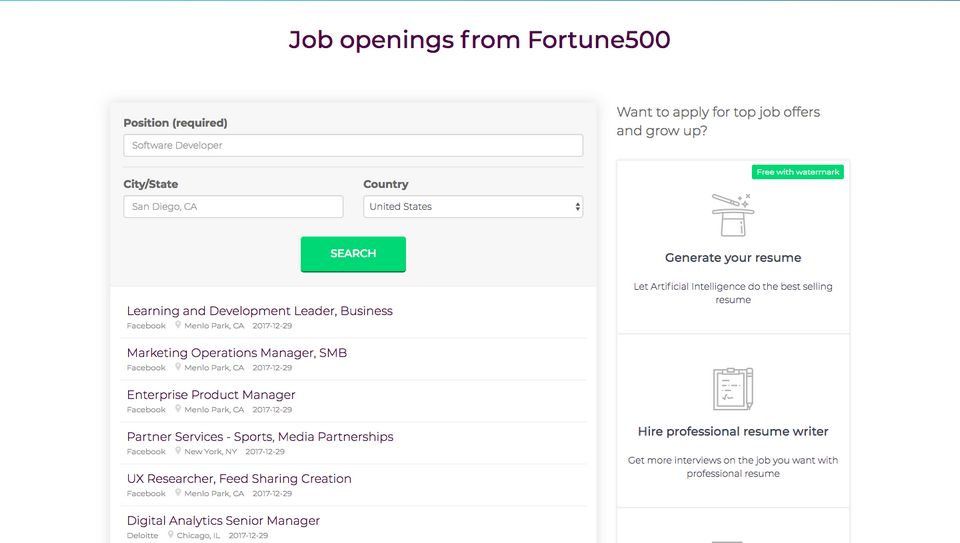 Job openings from Fortune500
Position (required)
Software Developer
City/State
Country
San Diego, CA
United States
SEARCH
Learning and Development Leader, Business
Facebook Menlo Park, CA 2017-12-29
Marketing Operations Manager, SMB
Facebook Menlo Park, CA 2017-12-29
Enterprise Product Manager
Facebook Menlo Park, CA 2017-12-29
Partner Services - Sports, Media Partnerships
Facebook New York, NY 2017-12-29
UX Researcher, Feed Sharing Creation
Facebook Menlo Park, CA 2017-12-29
Digital Analytics Senior Manager
Deloitte Chicago, IL 2017-12-29
Want to apply for top job offers
and grow up?
Free with watermark
Generate your resume
Let Artificial Intelligence do the best selling
resume
Hire professional resume writer
Get more interviews on the job you want with
professional resume